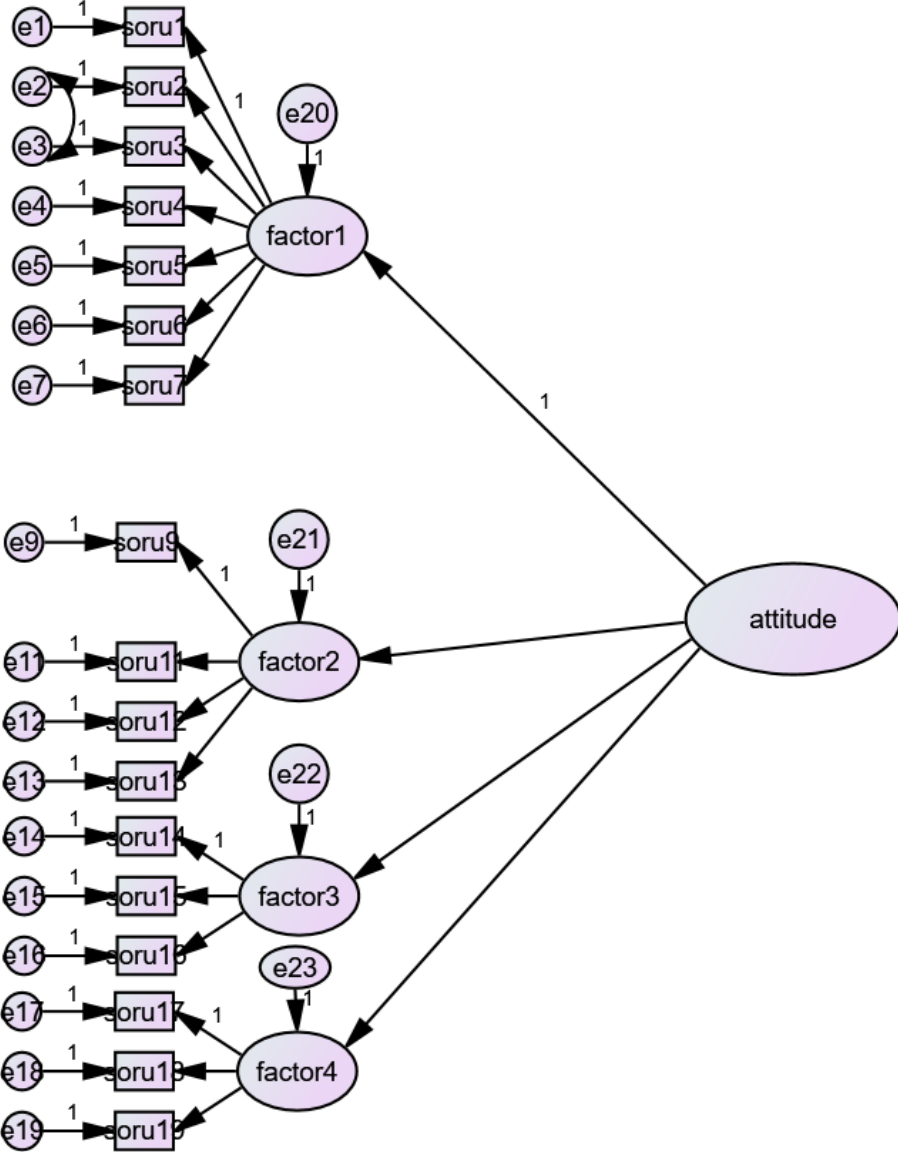 e1 1 soru1
e2 1 soru2
e3 1 soru3
e4 1 soru4
e5 1 soru5
e6 1 soru6
e7 1 soru7
1
e20
1
factor1
1
e9 1 soru9
1
e21
1
factor2
attitude
e11 1 soru11
e12 1 soru12
e13 1 soru13
e22
1
e14 1 soru14
1
factor3
e15 1 soru15
e16 1 soru16
e23
1
e17 1 soru17
1
factor4
e18 1 soru18
e19 1 soru19